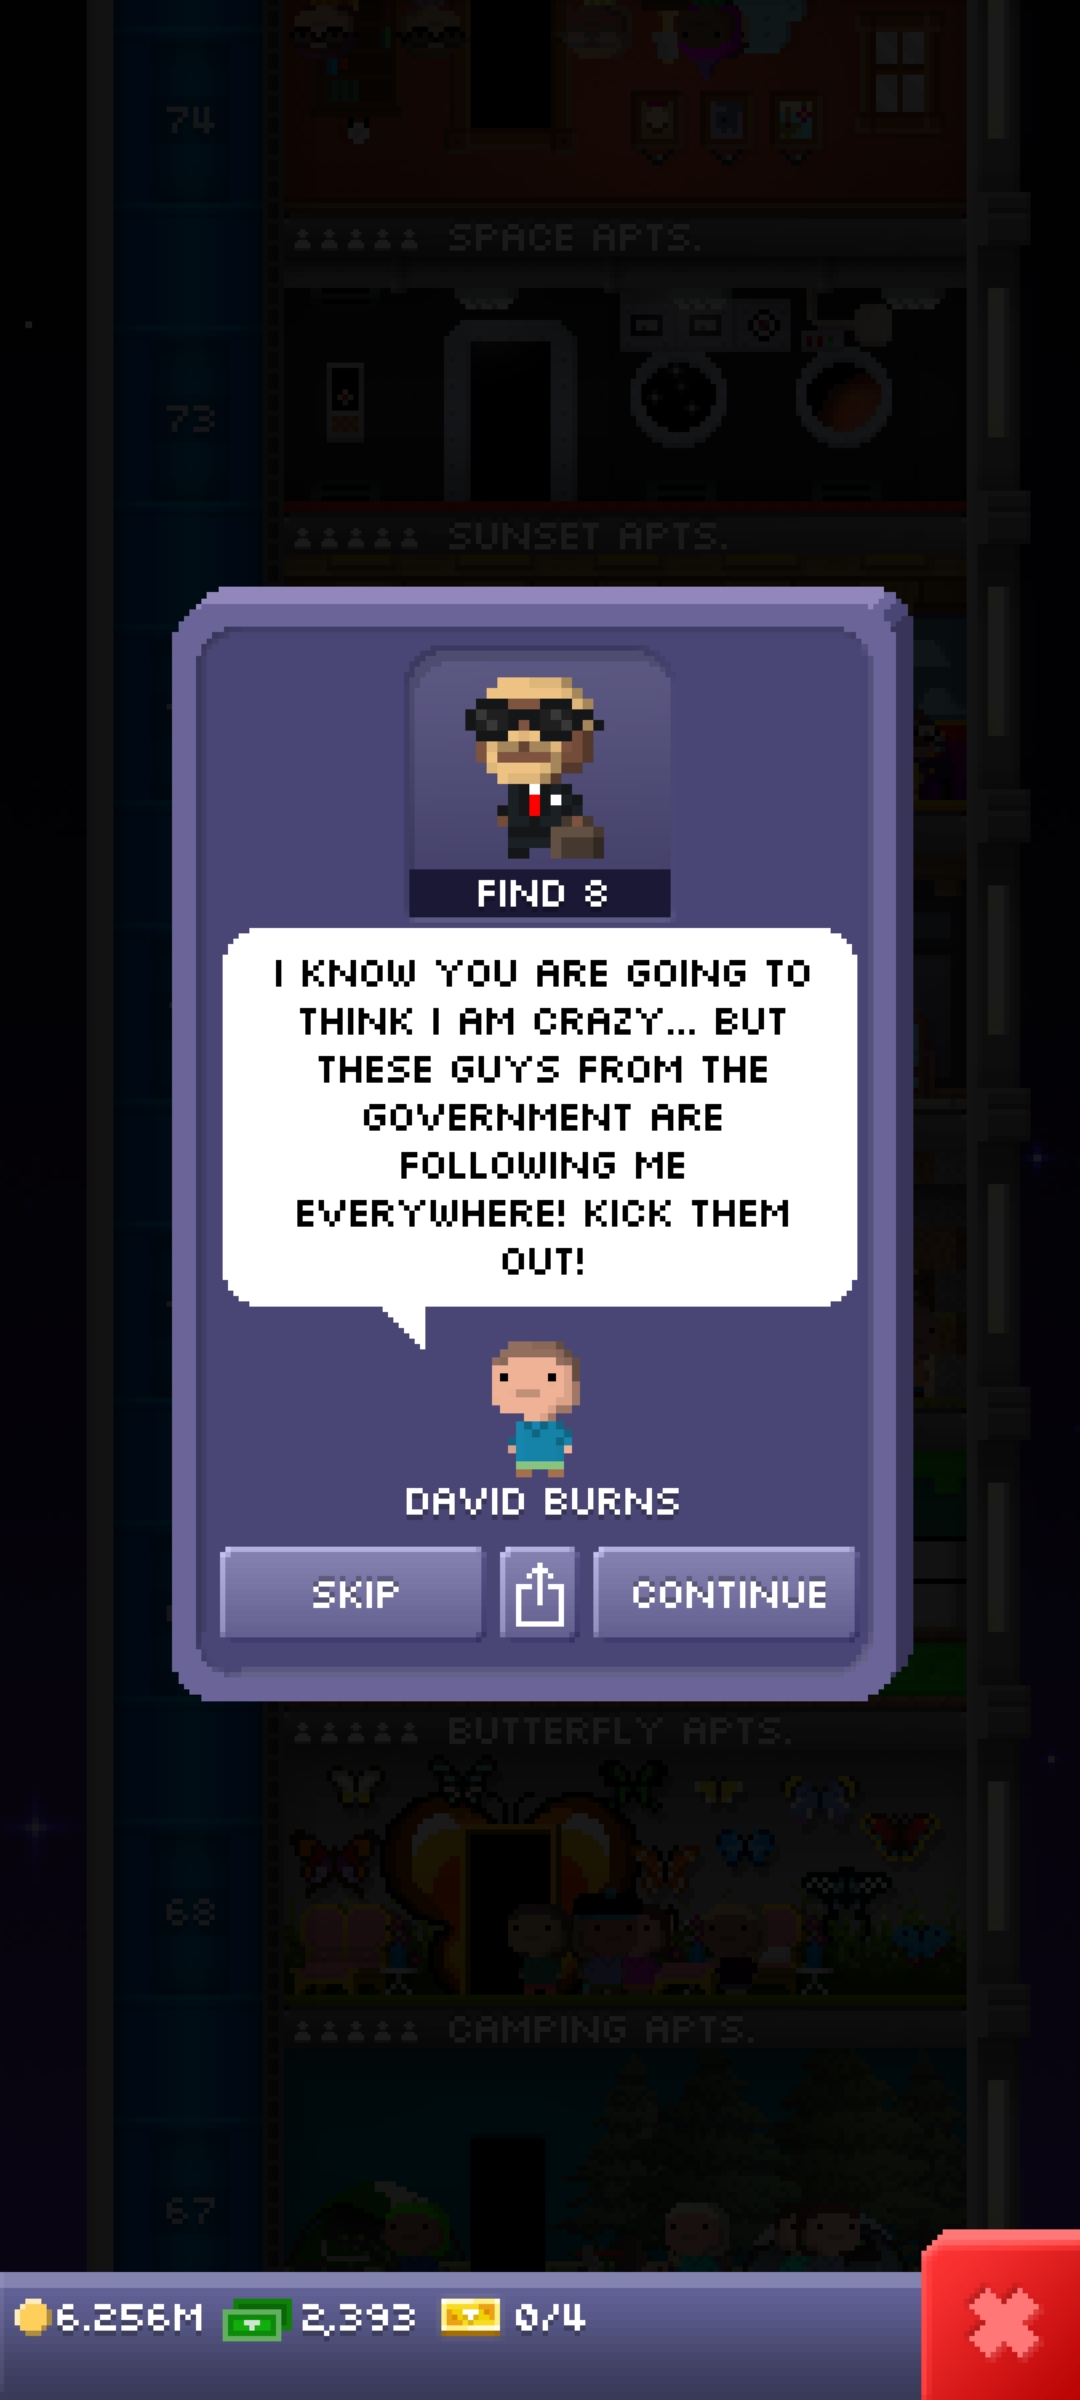 74
SPACE APTS.
73
SUNSET APTS.
FIND 8
I KNOW YOU ARE GOING TO
THINK I AM CRAZY... BUT
THESE GUYS FROM THE
GOVERNMENT ARE
FOLLOWING ME
EVERYWHERE! KICK THEM
OUT!
DAVID BURNS
SKIP
CONTINUE
BUTTERFLY APTS.
68
CAMPING APTS.
67
6.256M 2,393 0/4